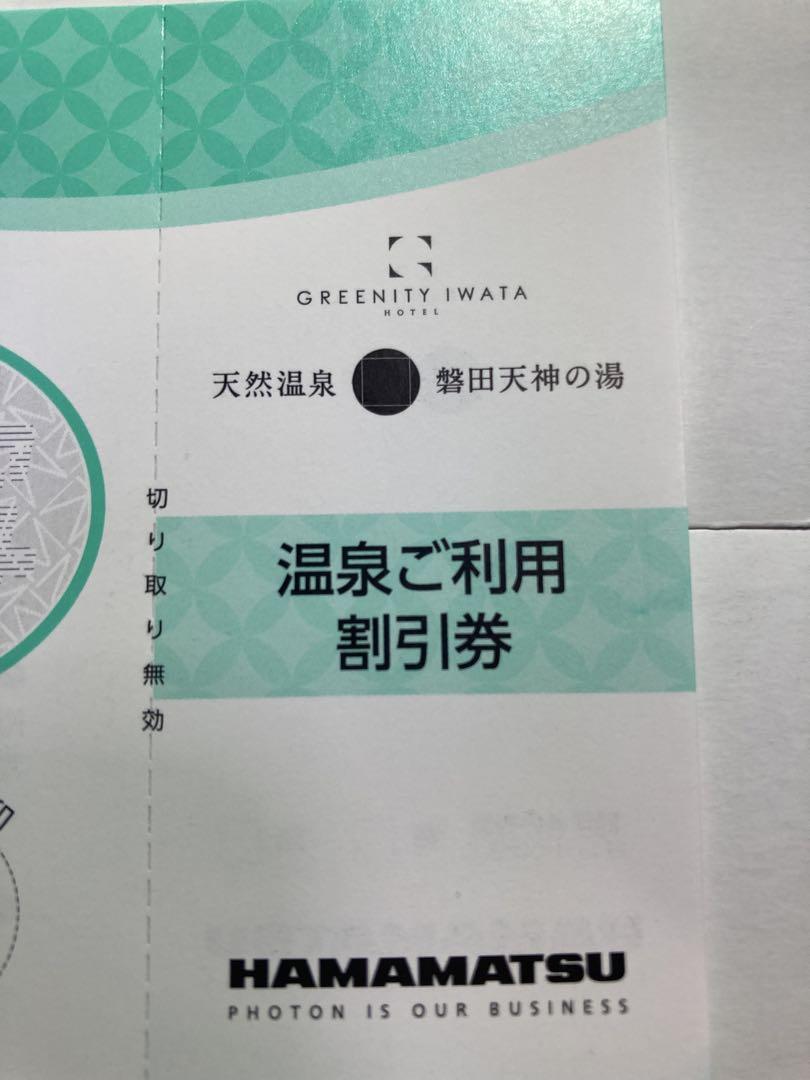 GREENITY IWATA
HOTEL
天然温泉 磐田天神の湯
切り取り無効
温泉ご利用
割引券
HAMAMATSU
PHOTON IS OUR BUSINESS